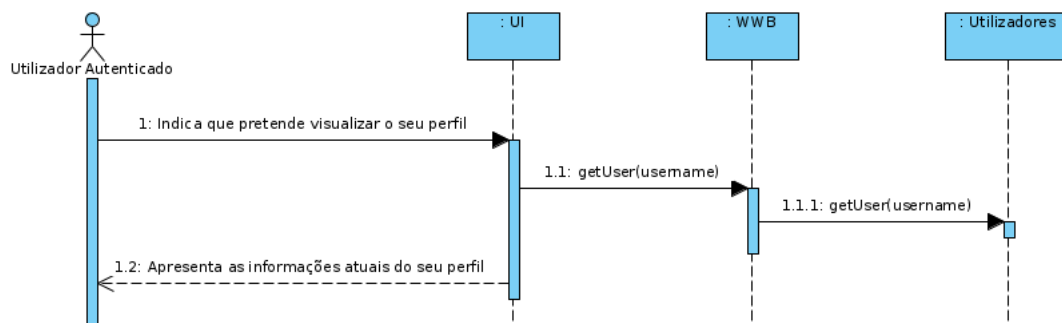 : UI
: WWB
: Utilizadores
Utilizador Autenticado
1: Indica que pretende visualizar o seu perfil
1.1: getUser(username)
1.1.1: getUser(username)
1.2: Apresenta as informações atuais do seu perfil